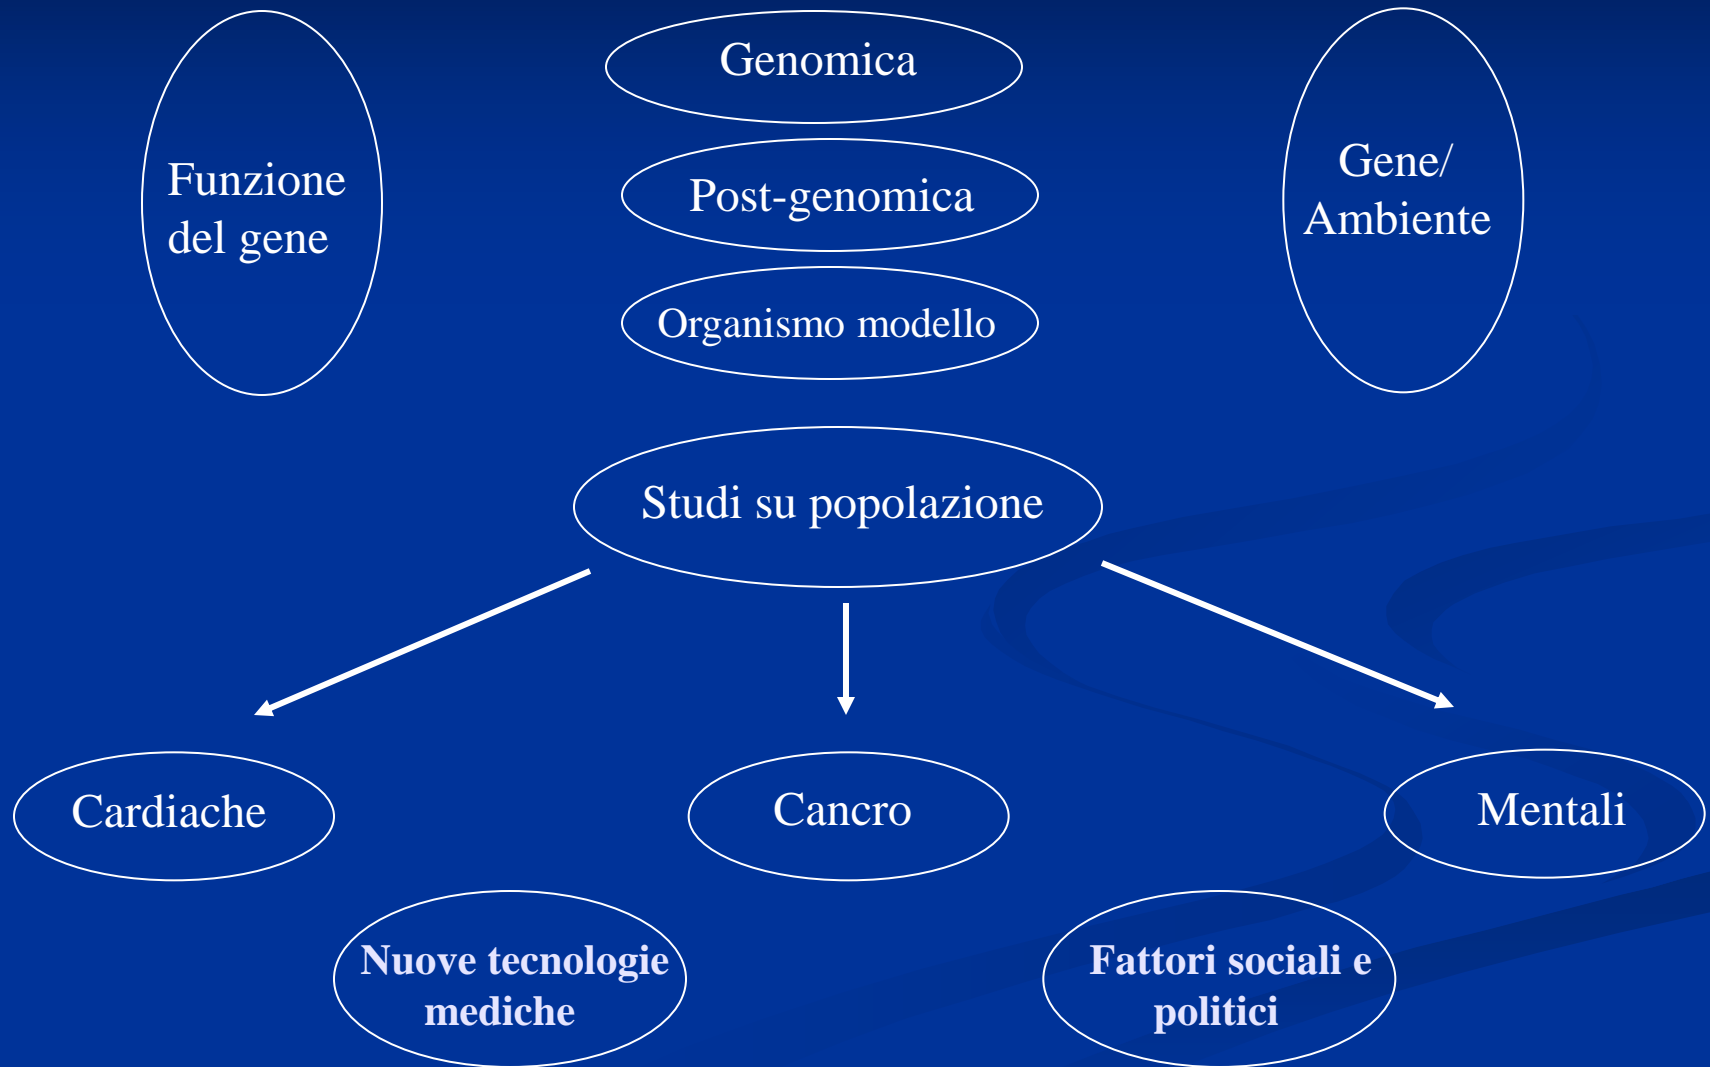 Genomica
Funzione
del gene
Post-genomica
Gene/
Ambiente
Organismo modello
Studi su popolazione
Cardiache
Cancro
Mentali
Nuove tecnologie
mediche
Fattori sociali e
politici